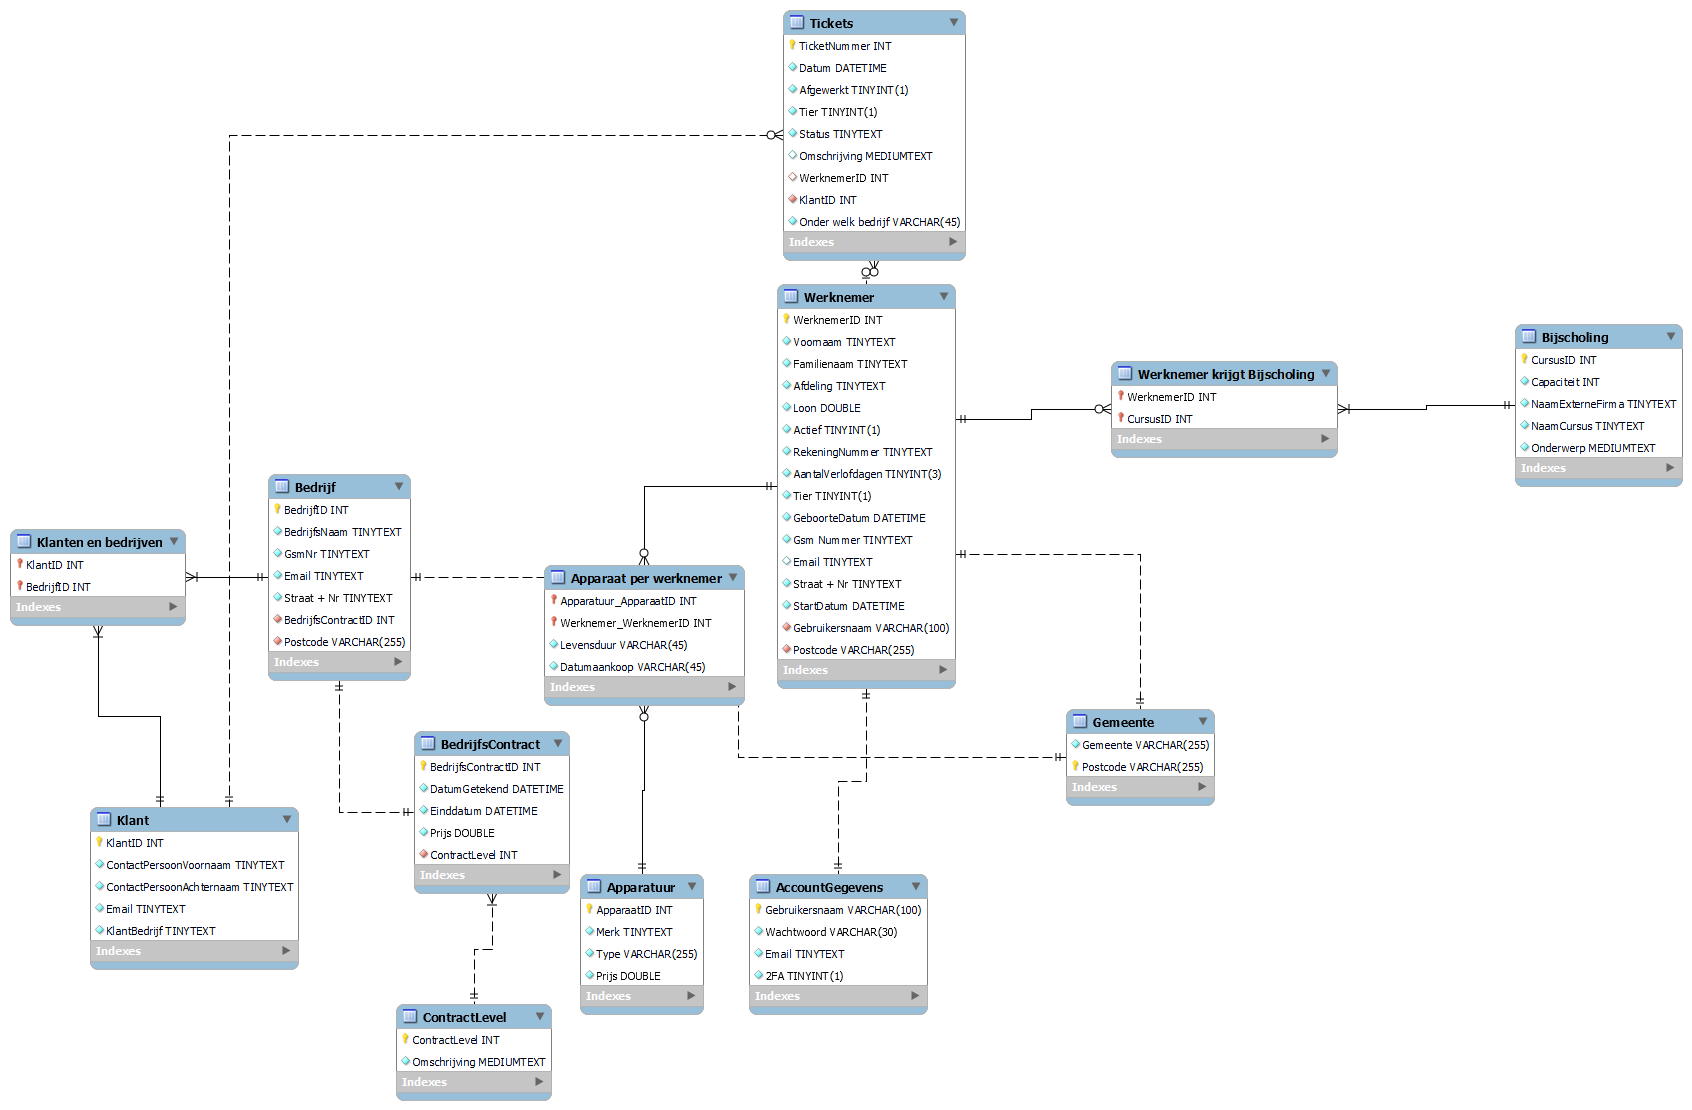 Tickets
TicketNummer INT
Datum DATETIME
Afgewerkt TINYINT(1)
Tier TINYINT(1)
Status TINYTEXT
Omschrijving MEDIUMTEXT
WerknemerID INT
KlantID INT
Onder welk bedrijf VARCHAR(45)
Indexes
Werknemer
WerknemerID INT
Voornaam TINYTEXT
Familienaam TINYTEXT
Afdeling TINYTEXT
Loon DOUBLE
Actief TINYINT(1)
RekeningNummer TINYTEXT
AantalVerlofdagen TINYINT(3)
Tier TINYINT(1)
GeboorteDatum DATETIME
Gsm Nummer TINYTEXT
Email TINYTEXT
Straat + Nr TINYTEXT
StartDatum DATETIME
Gebruikersnaam VARCHAR(100)
Postcode VARCHAR(255)
Indexes
Werknemer krijgt Bijscholing
WerknemerID INT
CursusID INT
Indexes
Bijscholing
CursusID INT
Capaciteit INT
NaamExterneFirma TINYTEXT
NaamCursus TINYTEXT
Onderwerp MEDIUMTEXT
Indexes
Bedrijf
BedrijfID INT
BedrijfsNaam TINYTEXT
GsmNr TINYTEXT
Email TINYTEXT
Straat + Nr TINYTEXT
BedrijfsContractID INT
Postcode VARCHAR(255)
Indexes
Klanten en bedrijven
KlantID INT
BedrijfID INT
Indexes
Apparaat per werknemer
Apparatuur_ApparaatID INT
Werknemer_WerknemerID INT
Levensduur VARCHAR(45)
Datumaankoop VARCHAR(45)
Indexes
Gemeente
Gemeente VARCHAR(255)
Postcode VARCHAR(255)
Indexes
BedrijfsContract
BedrijfsContractID INT
DatumGetekend DATETIME
Einddatum DATETIME
Prijs DOUBLE
ContractLevel INT
Indexes
Klant
KlantID INT
ContactPersoonVoornaam TINYTEXT
ContactPersoonAchternaam TINYTEXT
Email TINYTEXT
KlantBedrijf TINYTEXT
Indexes
Apparatuur
ApparaatID INT
Merk TINYTEXT
Type VARCHAR(255)
Prijs DOUBLE
Indexes
AccountGegevens
Gebruikersnaam VARCHAR(100)
Wachtwoord VARCHAR(30)
Email TINYTEXT
2FA TINYINT(1)
Indexes
ContractLevel
ContractLevel INT
Omschrijving MEDIUMTEXT
Indexes